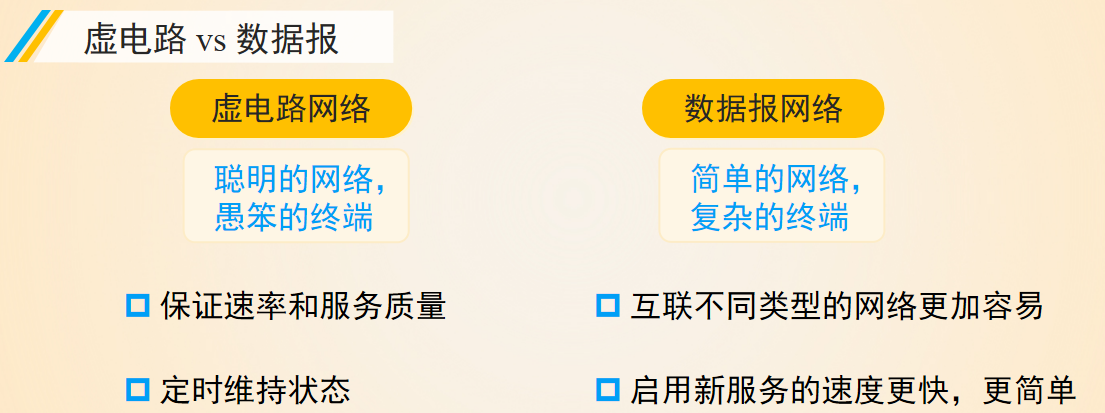 虚电路 vs 数据报
虚电路网络
聪明的网络，
愚笨的终端
保证速率和服务质量
定时维持状态
数据报网络
简单的网络，
复杂的终端
互联不同类型的网络更加容易
启用新服务的速度更快，更简单